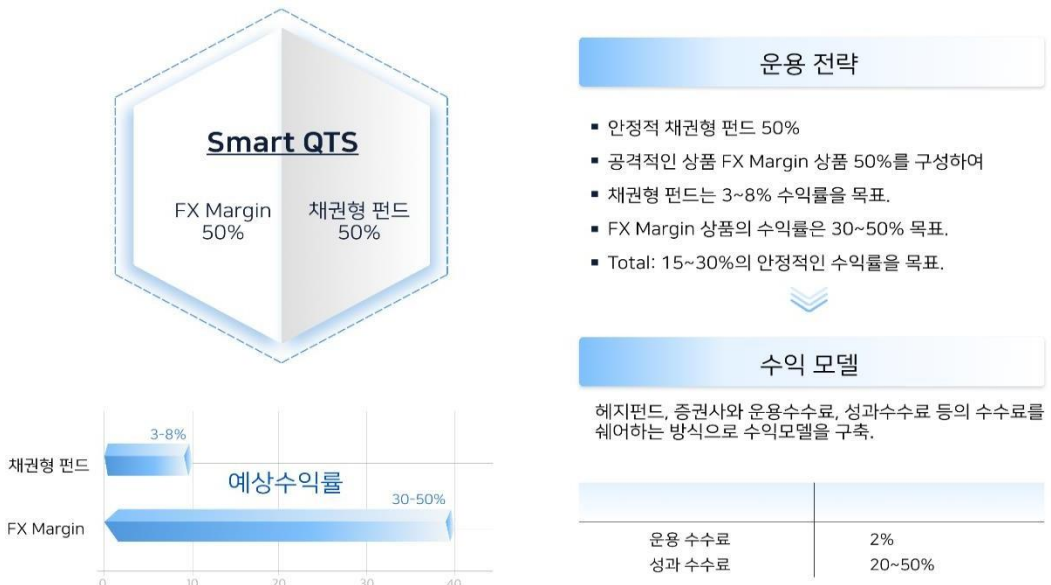 Smart QTS
FX Margin
50%
채권형 펀드
50%
3-8%
채권형 펀드
예상수익률
30-50%
FX Margin
0 10 20 30 40
운용 전략
▪ 안정적 채권형 펀드 50%
▪ 공격적인 상품 FX Margin 상품 50%를 구성하여
▪ 채권형 펀드는 3~8% 수익률을 목표.
▪ FX Margin 상품의 수익률은 30~50% 목표.
▪ Total: 15~30%의 안정적인 수익률을 목표.
수익 모델
헤지펀드, 증권사와 운용수수료, 성과수수료 등의 수수료를
쉐어하는 방식으로 수익모델을 구축.
운용 수수료 2%
성과 수수료 20~50%